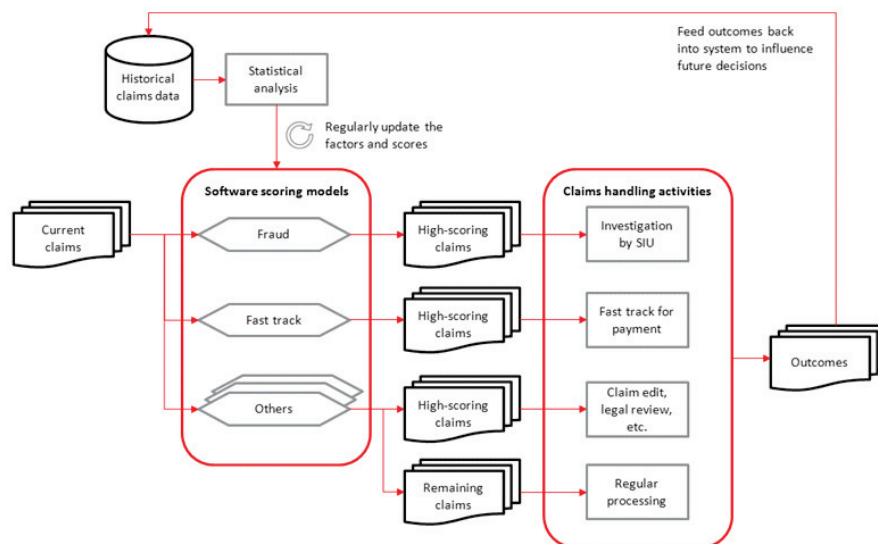 Feed outcomes back
into system to influence
future decisions
Historical
claims data
Statistical
analysis
Regularly update the
factors and scores
Software scoring models
Claims handling activities
Current
claims
Fraud
High-scoring
claims
Investigation
by SIU
Fast track
High-scoring
claims
Fast track for
payment
Outcomes
Others
High-scoring
claims
Claim edit,
legal review,
etc.
Remaining
claims
Regular
processing